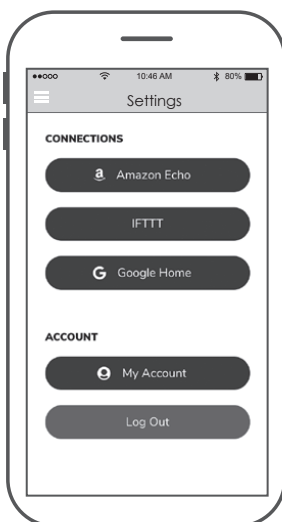 10:46 AM 80%
Settings
CONNECTIONS
Amazon Echo
IFTTT
Google Home
ACCOUNT
My Account
Log Out